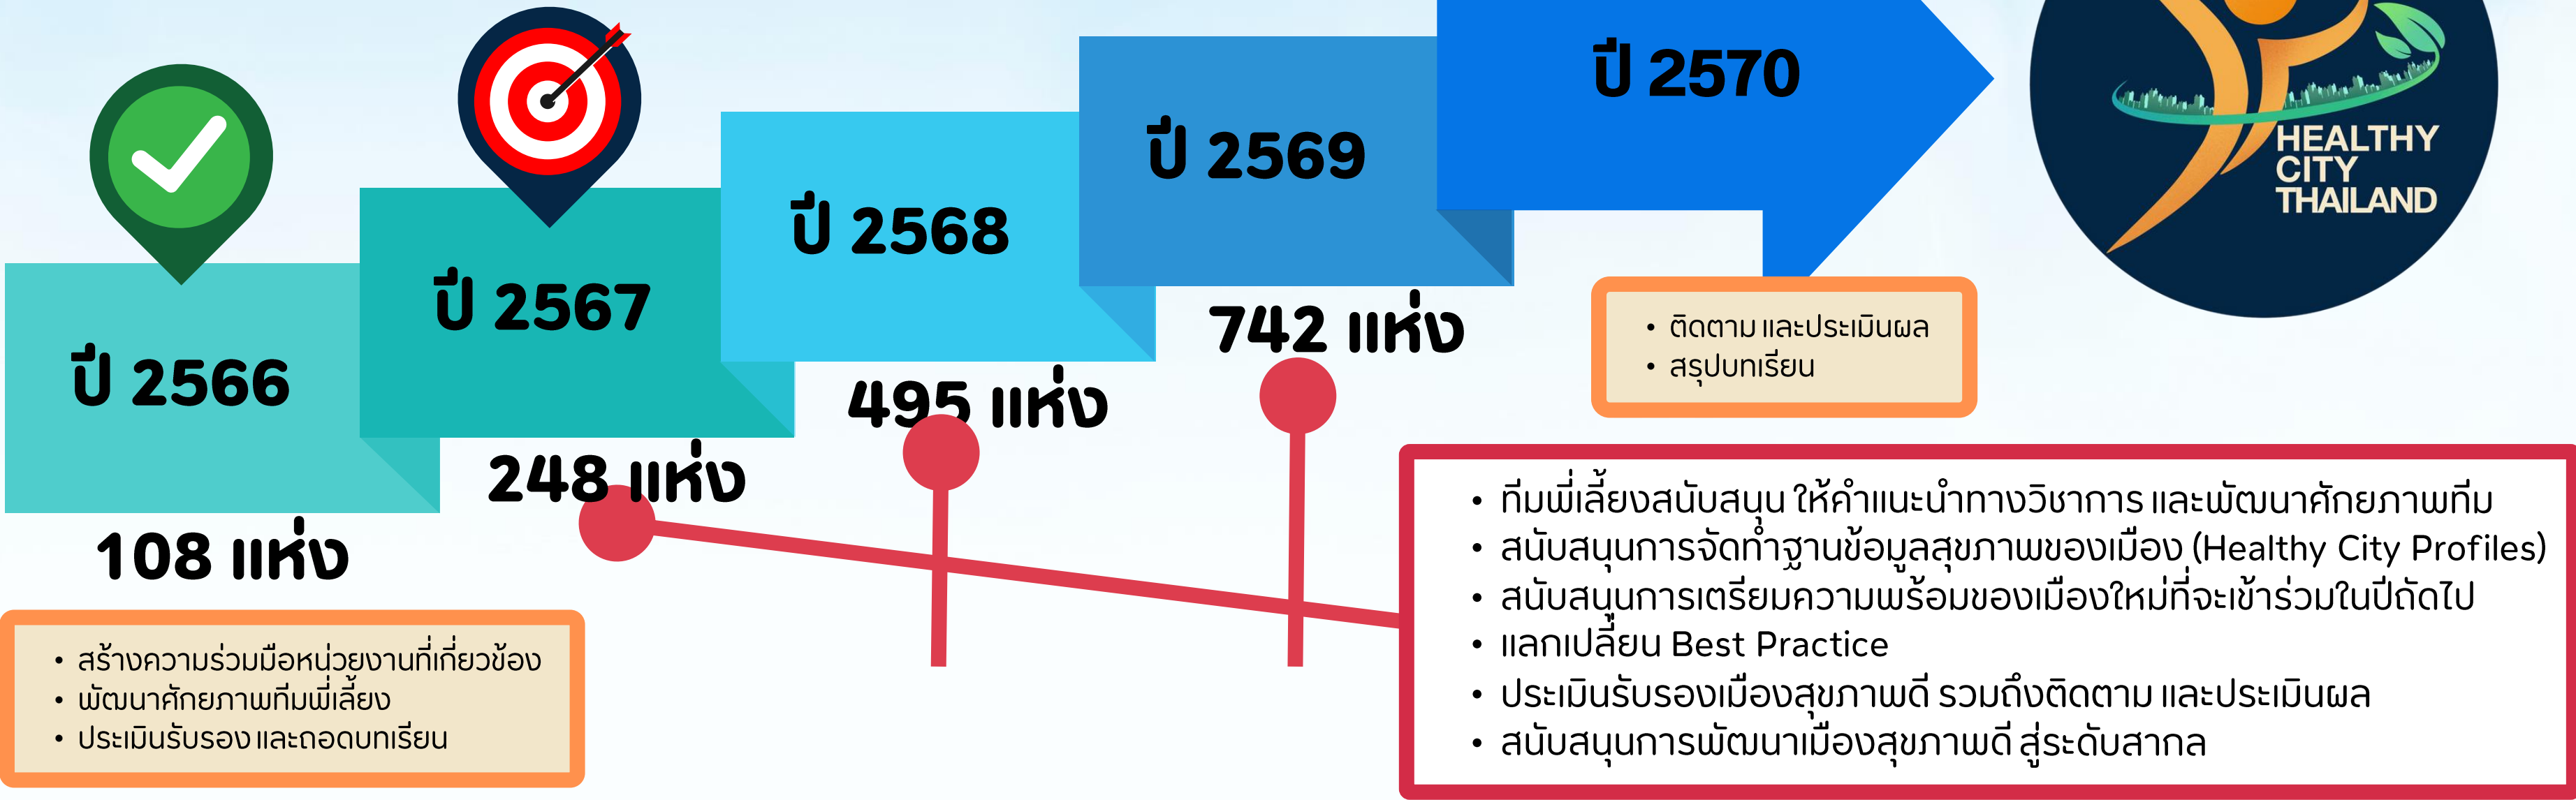 ปี 2566
108 แห่ง
• สร้างความร่วมมือหน่วยงานที่เกี่ยวข้อง
• พัฒนาศักยภาพทีมพี่เลี้ยง
• ประเมินรับรอง และถอดบทเรียน
ปี 2567
248 แห่ง
ปี 2568
495 แห่ง
ปี 2569
742 แห่ง
ปี 2570
• ติดตาม และประเมินผล
• สรุปบทเรียน
HEALTHY
CITY
THAILAND
• ทีมพี่เลี้ยงสนับสนุน ให้คำแนะนำทางวิชาการ และพัฒนาศักยภาพทีม
• สนับสนุนการจัดทำฐานข้อมูลสุขภาพของเมือง (Healthy City Profiles)
• สนับสนุนการเตรียมความพร้อมของเมืองใหม่ที่จะเข้าร่วมในปีถัดไป
• แลกเปลี่ยน Best Practice
• ประเมินรับรองเมืองสุขภาพดี รวมถึงติดตาม และประเมินผล
• สนับสนุนการพัฒนาเมืองสุขภาพดี สู่ระดับสากล